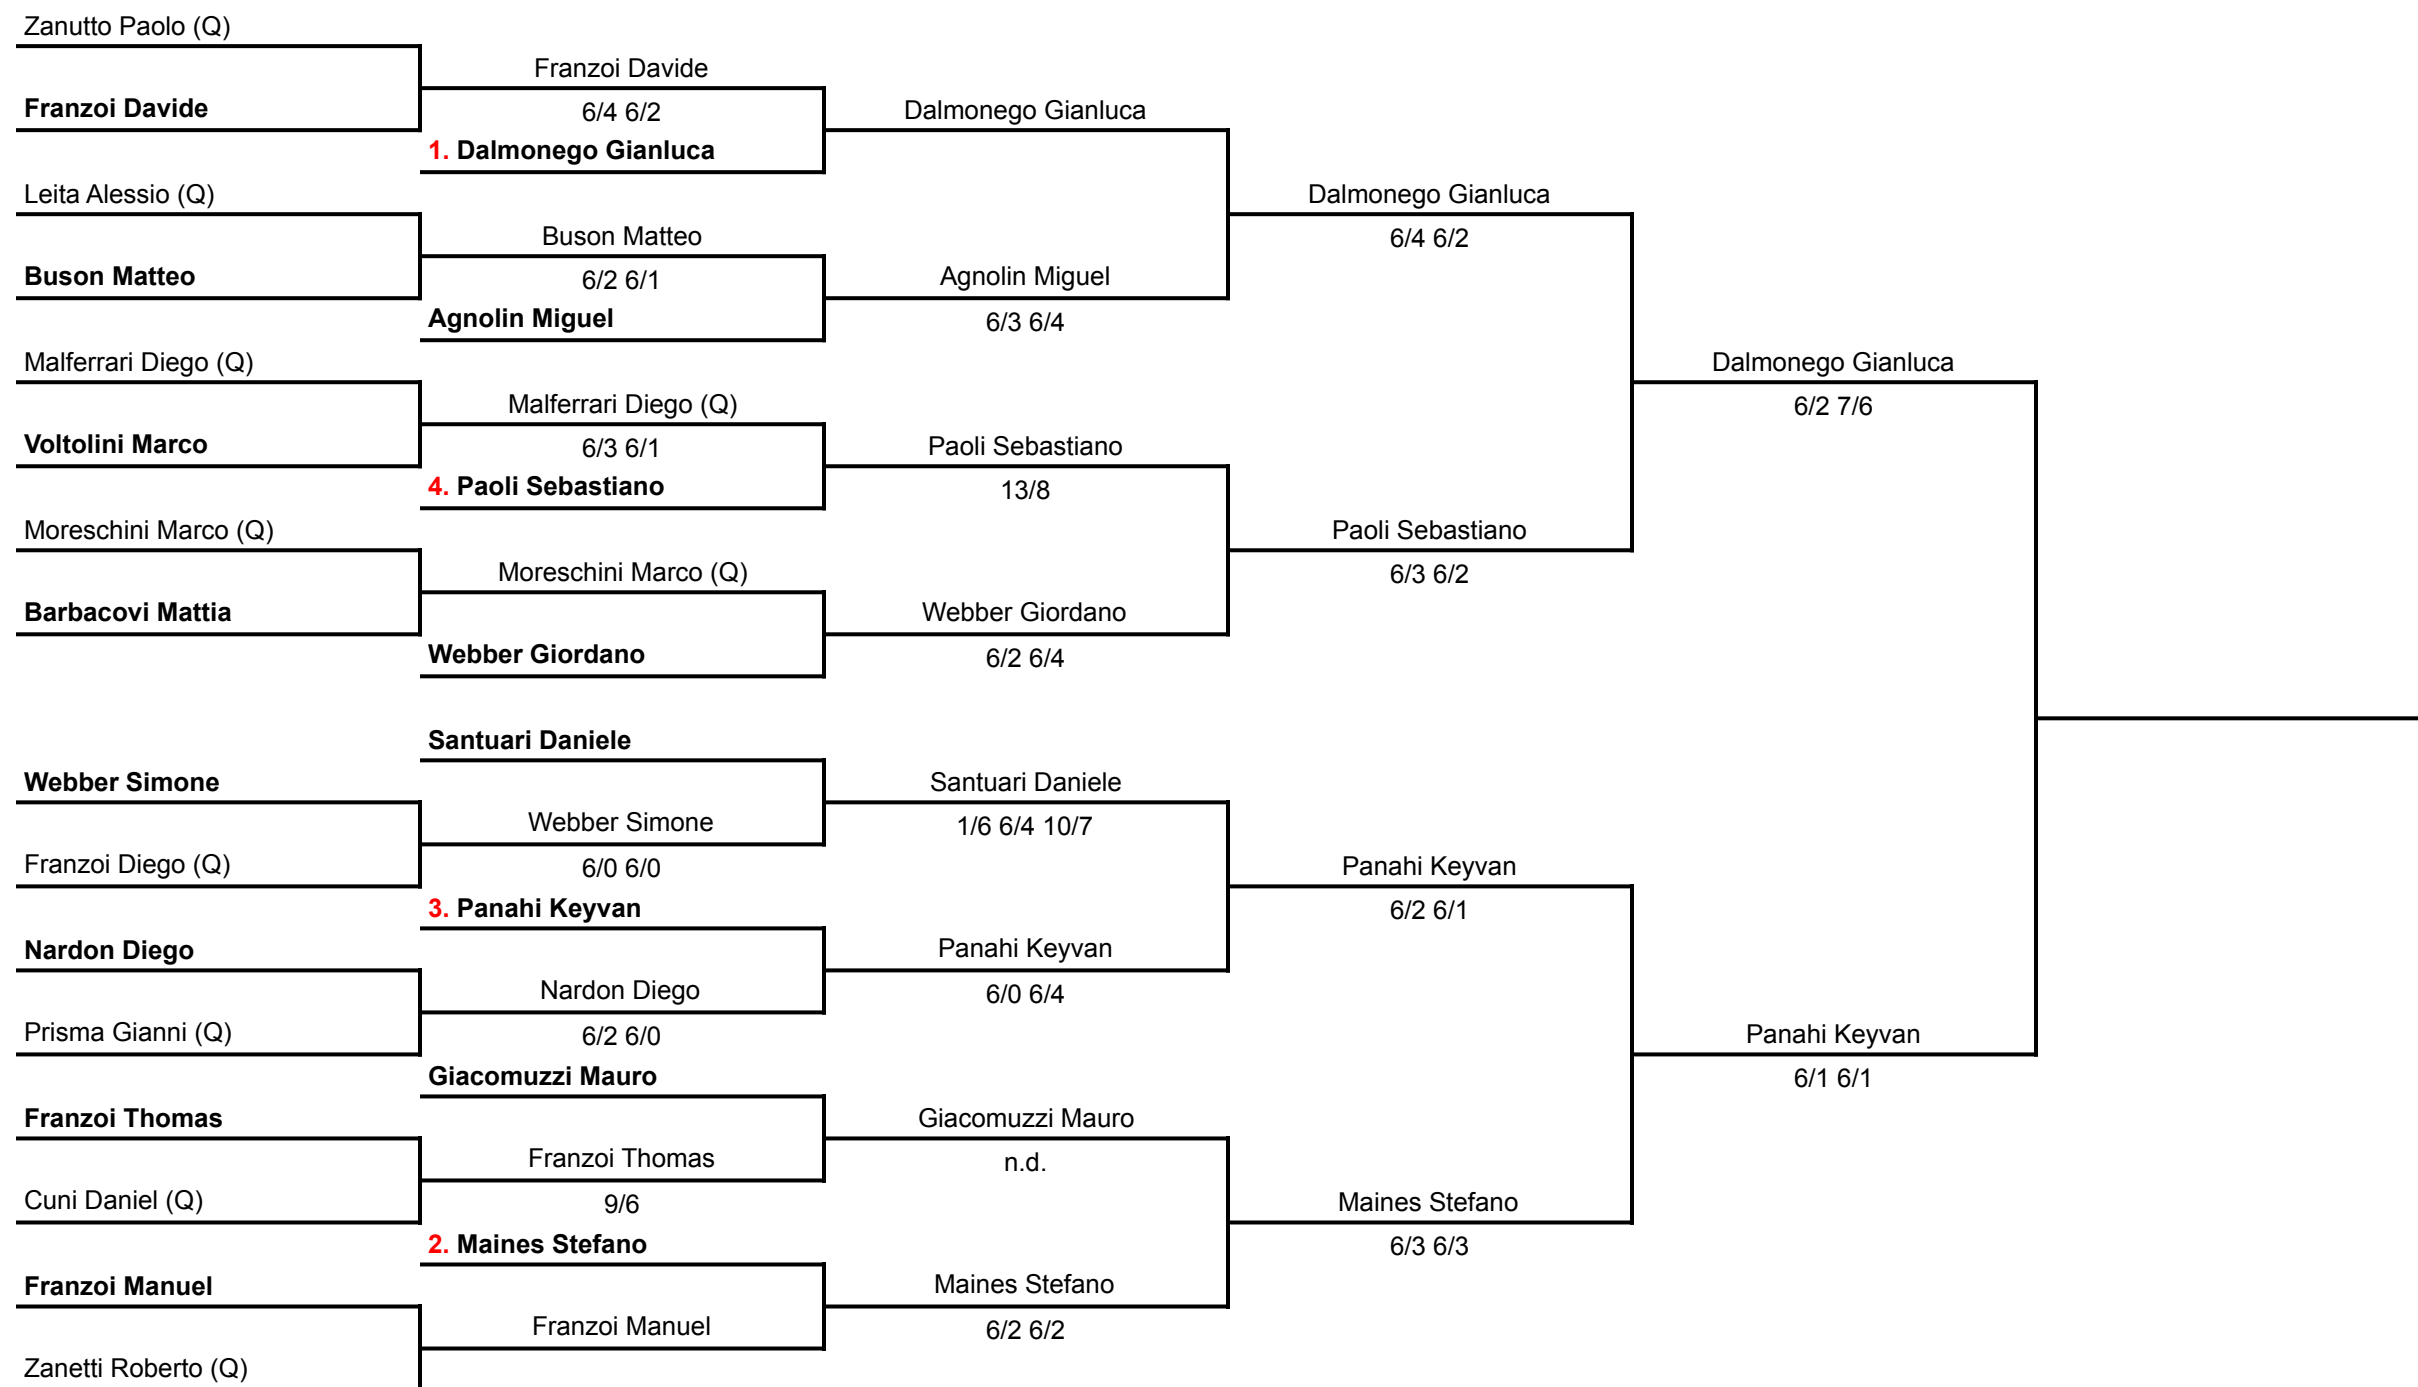 Zanutto Paolo (Q)
Franzoi Davide
Franzoi Davide
6/4 6/2
Dalmonego Gianluca
1. Dalmonego Gianluca
Leita Alessio (Q)
Dalmonego Gianluca
Buson Matteo
6/4 6/2
Buson Matteo
6/2 6/1
Agnolin Miguel
Agnolin Miguel
6/3 6/4
Malferrari Diego (Q)
Dalmonego Gianluca
Malferrari Diego (Q)
6/2 7/6
Voltolini Marco
6/3 6/1
Paoli Sebastiano
4. Paoli Sebastiano
13/8
Moreschini Marco (Q)
Paoli Sebastiano
Moreschini Marco (Q)
6/3 6/2
Barbacovi Mattia
Webber Giordano
Webber Giordano
6/2 6/4
Santuari Daniele
Webber Simone
Santuari Daniele
Webber Simone
1/6 6/4 10/7
Franzoi Diego (Q)
6/0 6/0
Panahi Keyvan
3. Panahi Keyvan
6/2 6/1
Nardon Diego
Panahi Keyvan
Nardon Diego
6/0 6/4
Prisma Gianni (Q)
6/2 6/0
Panahi Keyvan
Giacomuzzi Mauro
6/1 6/1
Franzoi Thomas
Giacomuzzi Mauro
Franzoi Thomas
n.d.
Cuni Daniel (Q)
9/6
Maines Stefano
2. Maines Stefano
6/3 6/3
Franzoi Manuel
Maines Stefano
Franzoi Manuel
6/2 6/2
Zanetti Roberto (Q)